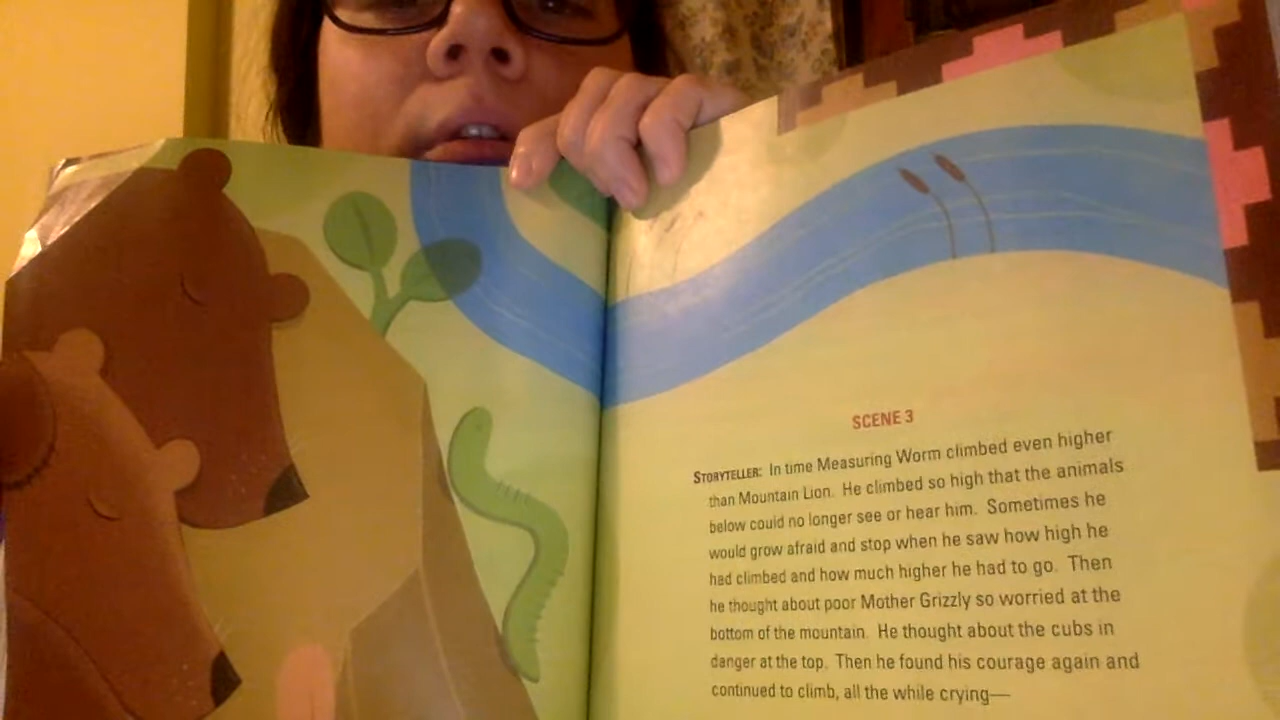 SCENE 3
STORYTELLER: In time Measuring Worm climbed even higher
than Mountain Lion. He climbed so high that the animals
below could no longer see or hear him. Sometimes he
would grow afraid and stop when he saw how high he
had climbed and how much higher he had to go. Then
he thought about poor Mother Grizzly so worried at the
bottom of the mountain. He thought about the cubs in
danger at the top. Then he found his courage again and
continued to climb, all the while crying—